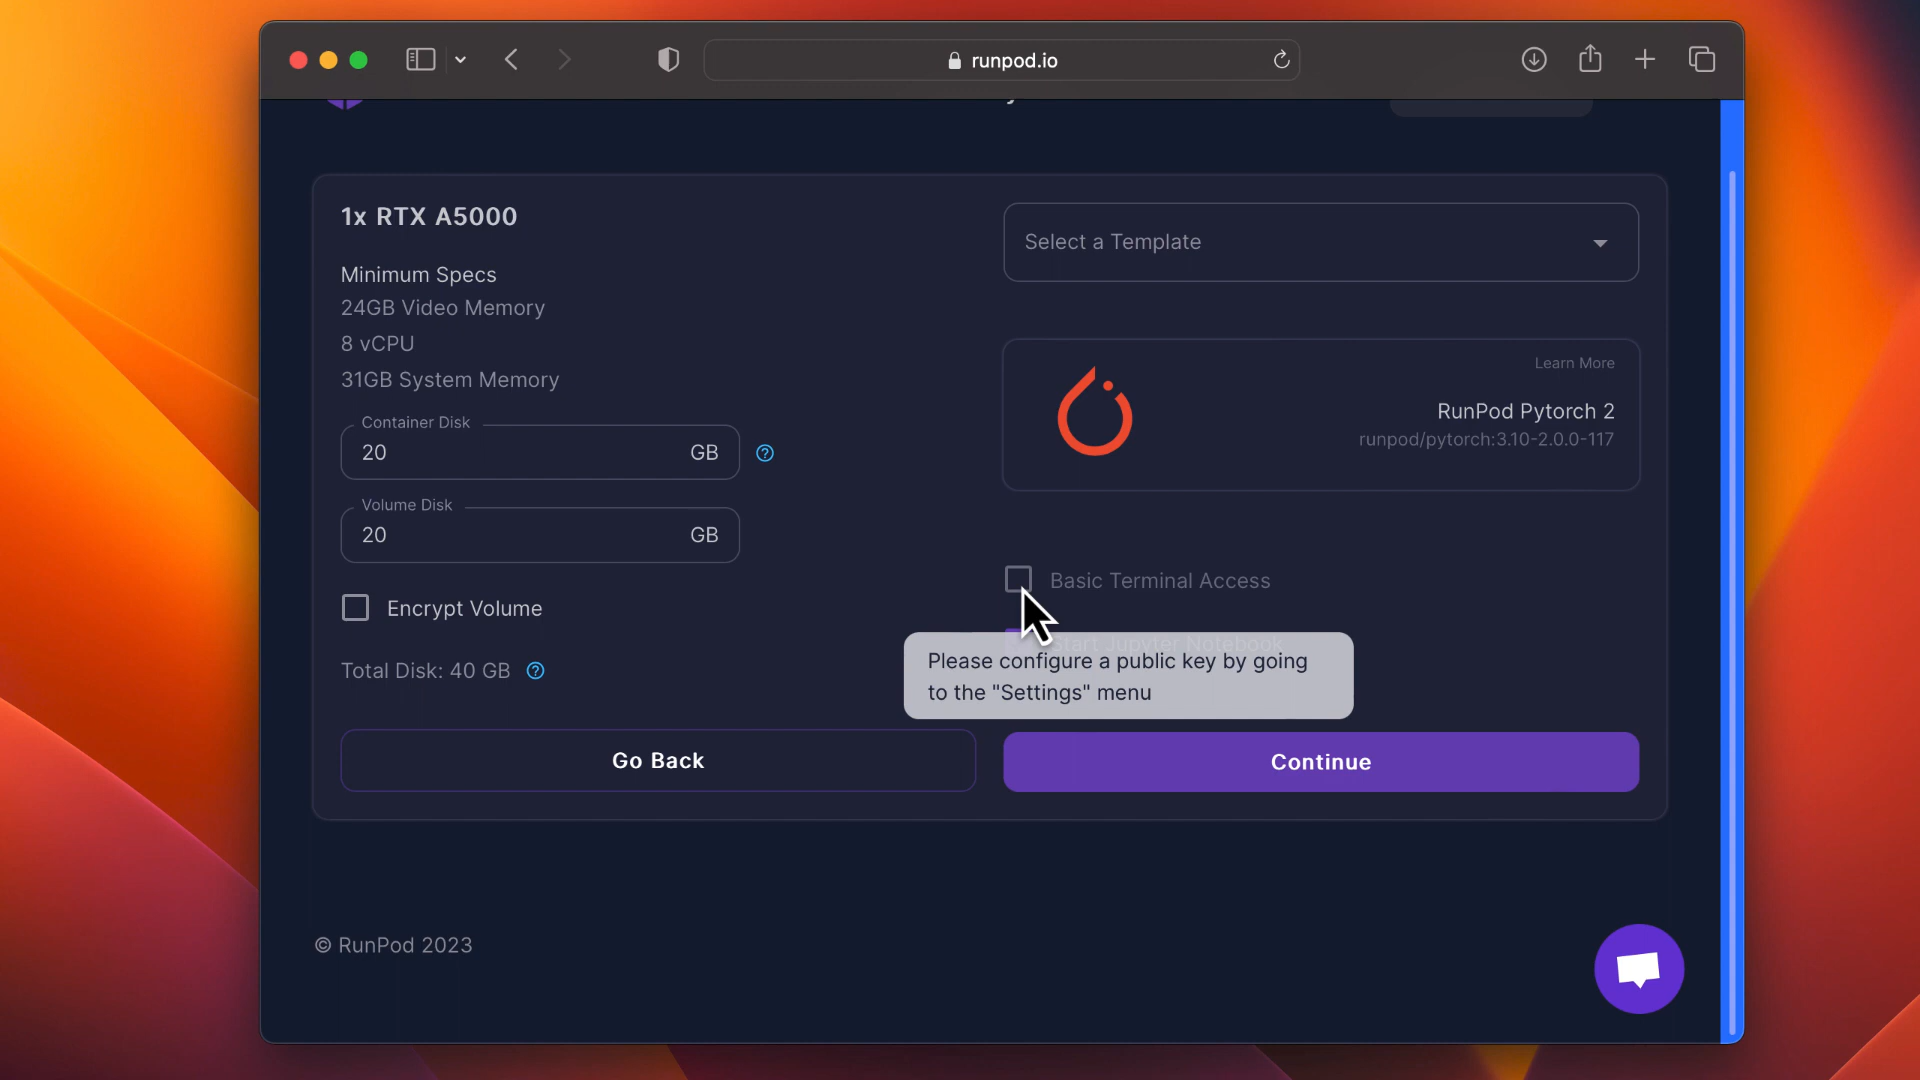 runpod.io
1x RTX A5000
Minimum Specs
24GB Video Memory
8 vCPU
31GB System Memory
Container Disk
20 GB
Volume Disk
20 GB
Encrypt Volume
Total Disk: 40 GB
Select a Template
Learn More
RunPod Pytorch 2
runpod/pytorch:3.10-2.0.0-117
Basic Terminal Access
Start Jupyter Notebook
Please configure a public key by going
to the "Settings" menu
Go Back
Continue
© RunPod 2023